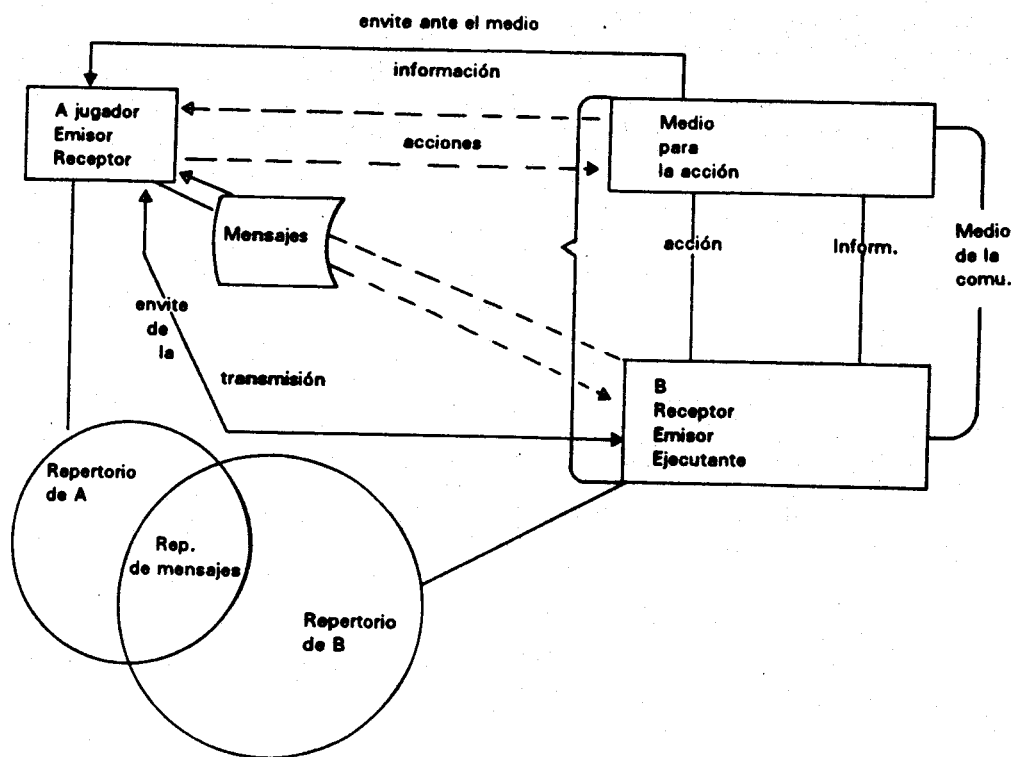 envite ante el medio
información
A jugador
Emisor
Receptor
acciones
Medio
para
la acción
Mensajes
acción
Inform.
Medio
de la
comu.
envite
de
la
transmisión
B
Receptor
Emisor
Ejecutante
Repertorio
de A
Rep.
de mensajes
Repertorio
de B